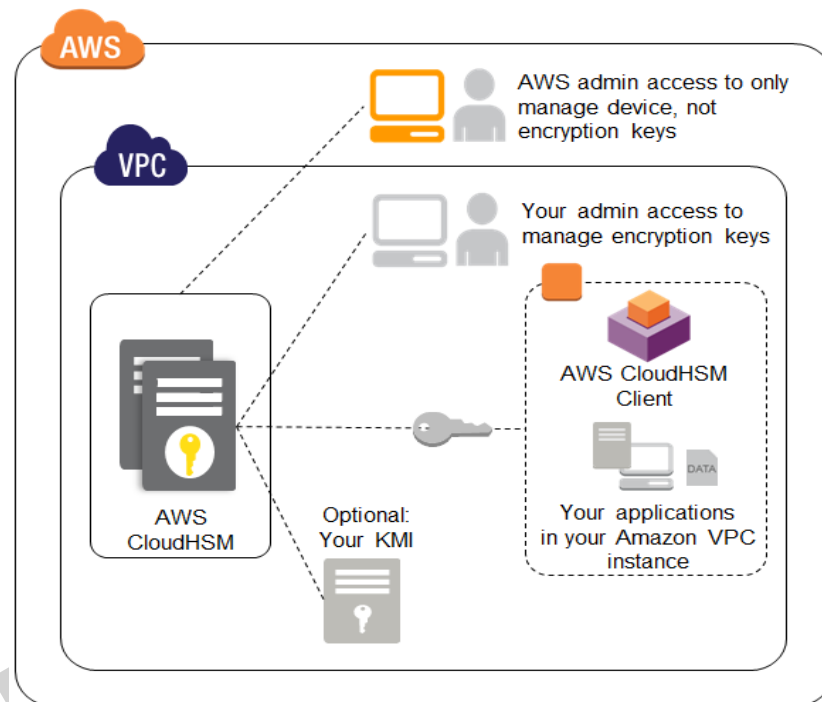 AWS
AWS admin access to only
manage device, not
encryption keys
VPC
Your admin access to
manage encryption keys
AWS CloudHSM
Client
DATA
Your applications
in your Amazon VPC
instance
AWS
CloudHSM
Optional:
Your KMI